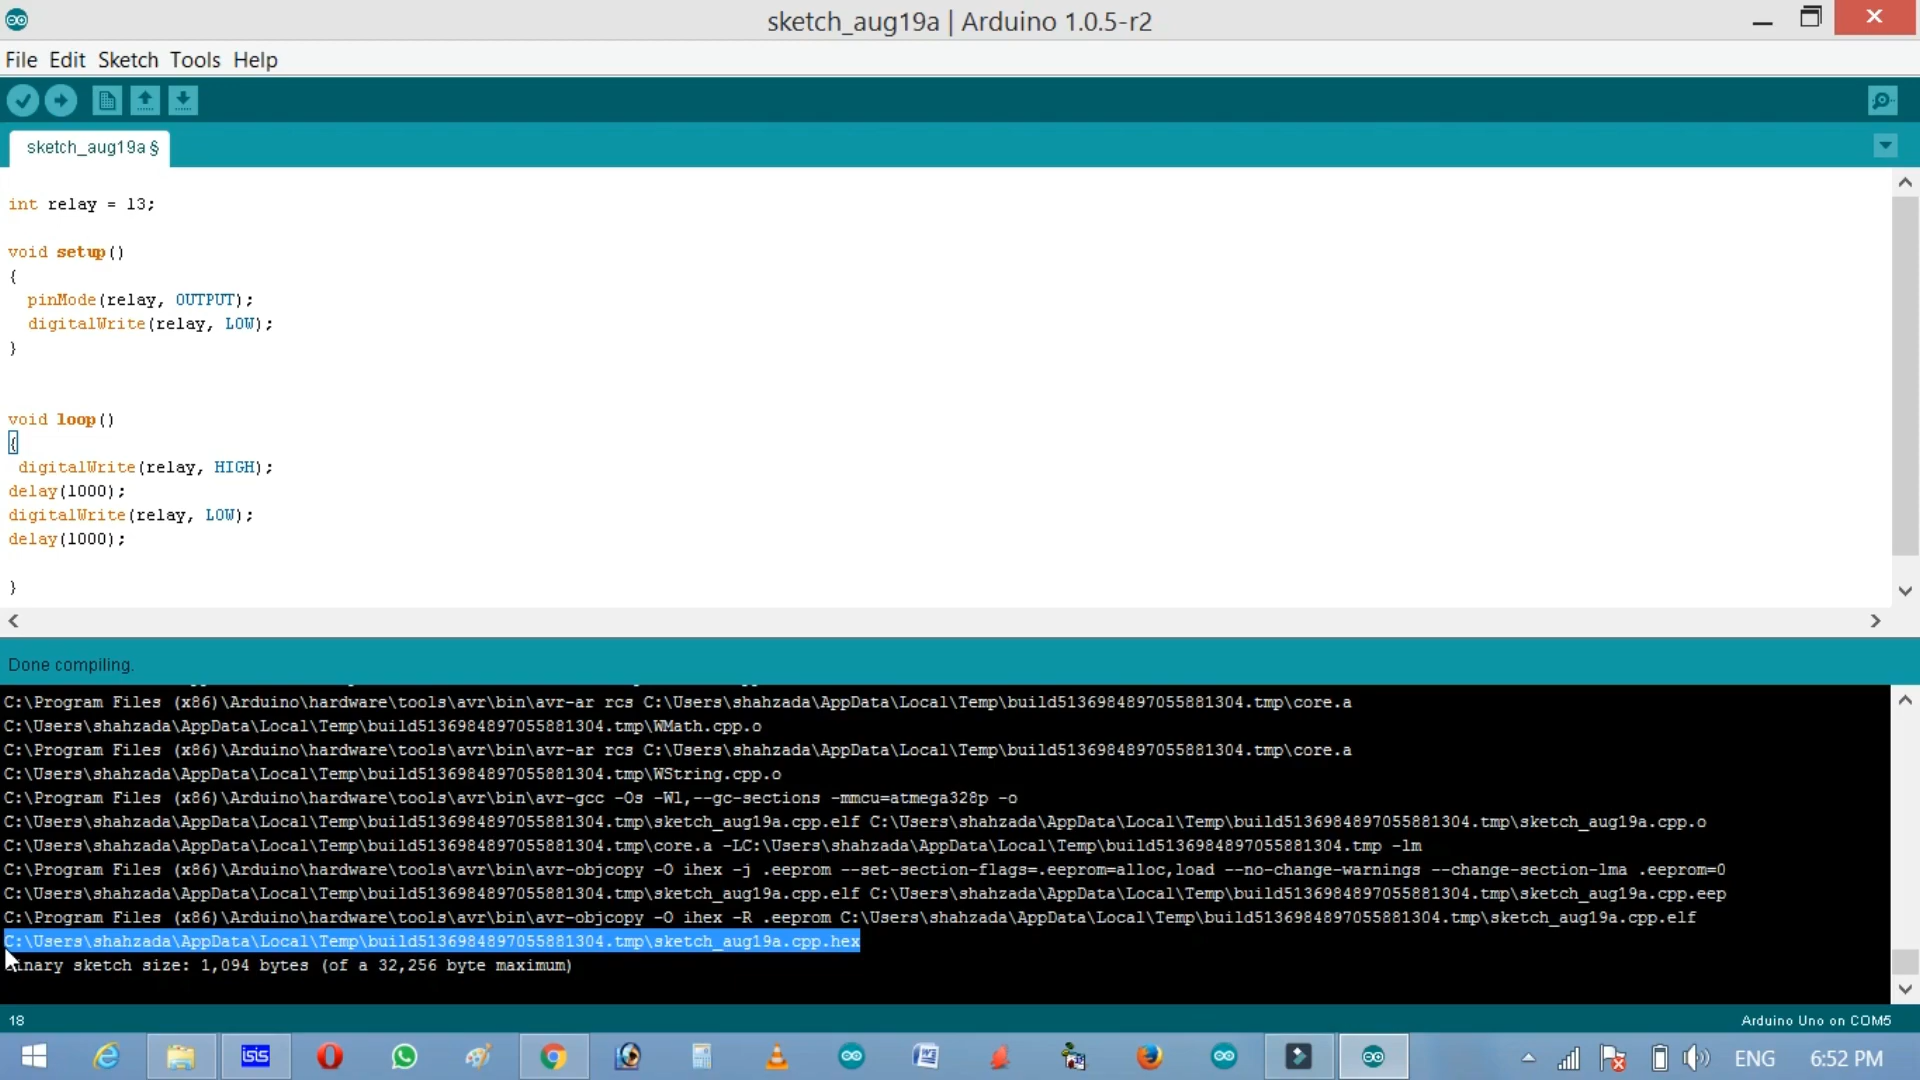 sketch_aug19a | Arduino 1.0.5-r2
File Edit Sketch Tools Help
sketch_aug19a §
int relay = 13;
void setup()
{
pinMode(relay, OUTPUT);
digitalWrite(relay, LOW);
}
void loop()
{
digitalWrite(relay, HIGH);
delay(1000);
digitalWrite(relay, LOW);
delay(1000);
}
Done compiling.
C:\Program Files (x86)\Arduino\hardware\tools\avr\bin\avr-ar rcs C:\Users\shahzada\AppData\Local\Temp\build5136984897055881304.tmp\core.a
C:\Users\shahzada\AppData\Local\Temp\build5136984897055881304.tmp\WMath.cpp.o
C:\Program Files (x86)\Arduino\hardware\tools\avr\bin\avr-ar rcs C:\Users\shahzada\AppData\Local\Temp\build5136984897055881304.tmp\core.a
C:\Users\shahzada\AppData\Local\Temp\build5136984897055881304.tmp\WString.cpp.o
C:\Program Files (x86)\Arduino\hardware\tools\avr\bin\avr-gcc -Os -Wl,--gc-sections -mmcu=atmega328p -o
C:\Users\shahzada\AppData\Local\Temp\build5136984897055881304.tmp\sketch_aug19a.cpp.elf C:\Users\shahzada\AppData\Local\Temp\build5136984897055881304.tmp\sketch_aug19a.cpp.o
C:\Users\shahzada\AppData\Local\Temp\build5136984897055881304.tmp\core.a -LC:\Users\shahzada\AppData\Local\Temp\build5136984897055881304.tmp -lm
C:\Program Files (x86)\Arduino\hardware\tools\avr\bin\avr-objcopy -O ihex -j .eeprom --set-section-flags=.eeprom=alloc,load --no-change-warnings --change-section-lma .eeprom=0
C:\Users\shahzada\AppData\Local\Temp\build5136984897055881304.tmp\sketch_aug19a.cpp.elf C:\Users\shahzada\AppData\Local\Temp\build5136984897055881304.tmp\sketch_aug19a.cpp.eep
C:\Program Files (x86)\Arduino\hardware\tools\avr\bin\avr-objcopy -O ihex -R .eeprom C:\Users\shahzada\AppData\Local\Temp\build5136984897055881304.tmp\sketch_aug19a.cpp.elf
C:\Users\shahzada\AppData\Local\Temp\build5136984897055881304.tmp\sketch_aug19a.cpp.hex
Binary sketch size: 1,094 bytes (of a 32,256 byte maximum)
18
Arduino Uno on COM5
isis
ENG
6:52 PM